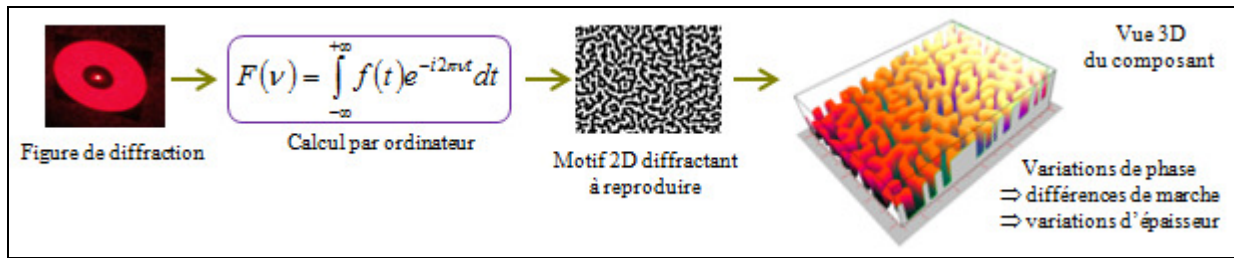 Figure de diffraction
F(ν) = ∫_{-∞}^{+∞} f(t)e^{-i2πνt}dt
Calcul par ordinateur
Motif 2D diffractant
à reproduire
Vue 3D
du composant
Variations de phase
⇒ différences de marche
⇒ variations d'épaisseur